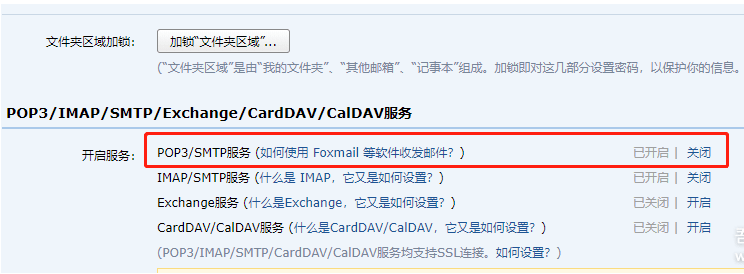 文件夹区域加锁： 加锁“文件夹区域”...
(“文件夹区域”是由“我的文件夹”、“其他邮箱”、“记事本”组成。加锁即对这几部分设置密码，以保护你的信息。
POP3/IMAP/SMTP/Exchange/CardDAV/CalDAV服务
开启服务： POP3/SMTP服务 (如何使用 Foxmail 等软件收发邮件？) 已开启 | 关闭
IMAP/SMTP服务 (什么是 IMAP，它又是如何设置？) 已开启 | 关闭
Exchange服务 (什么是Exchange，它又是如何设置？) 已关闭 | 开启
CardDAV/CalDAV服务 (什么是CardDAV/CalDAV，它又是如何设置？) 已关闭 | 开启
(POP3/IMAP/SMTP/CardDAV/CalDAV服务均支持SSL连接。如何设置？)